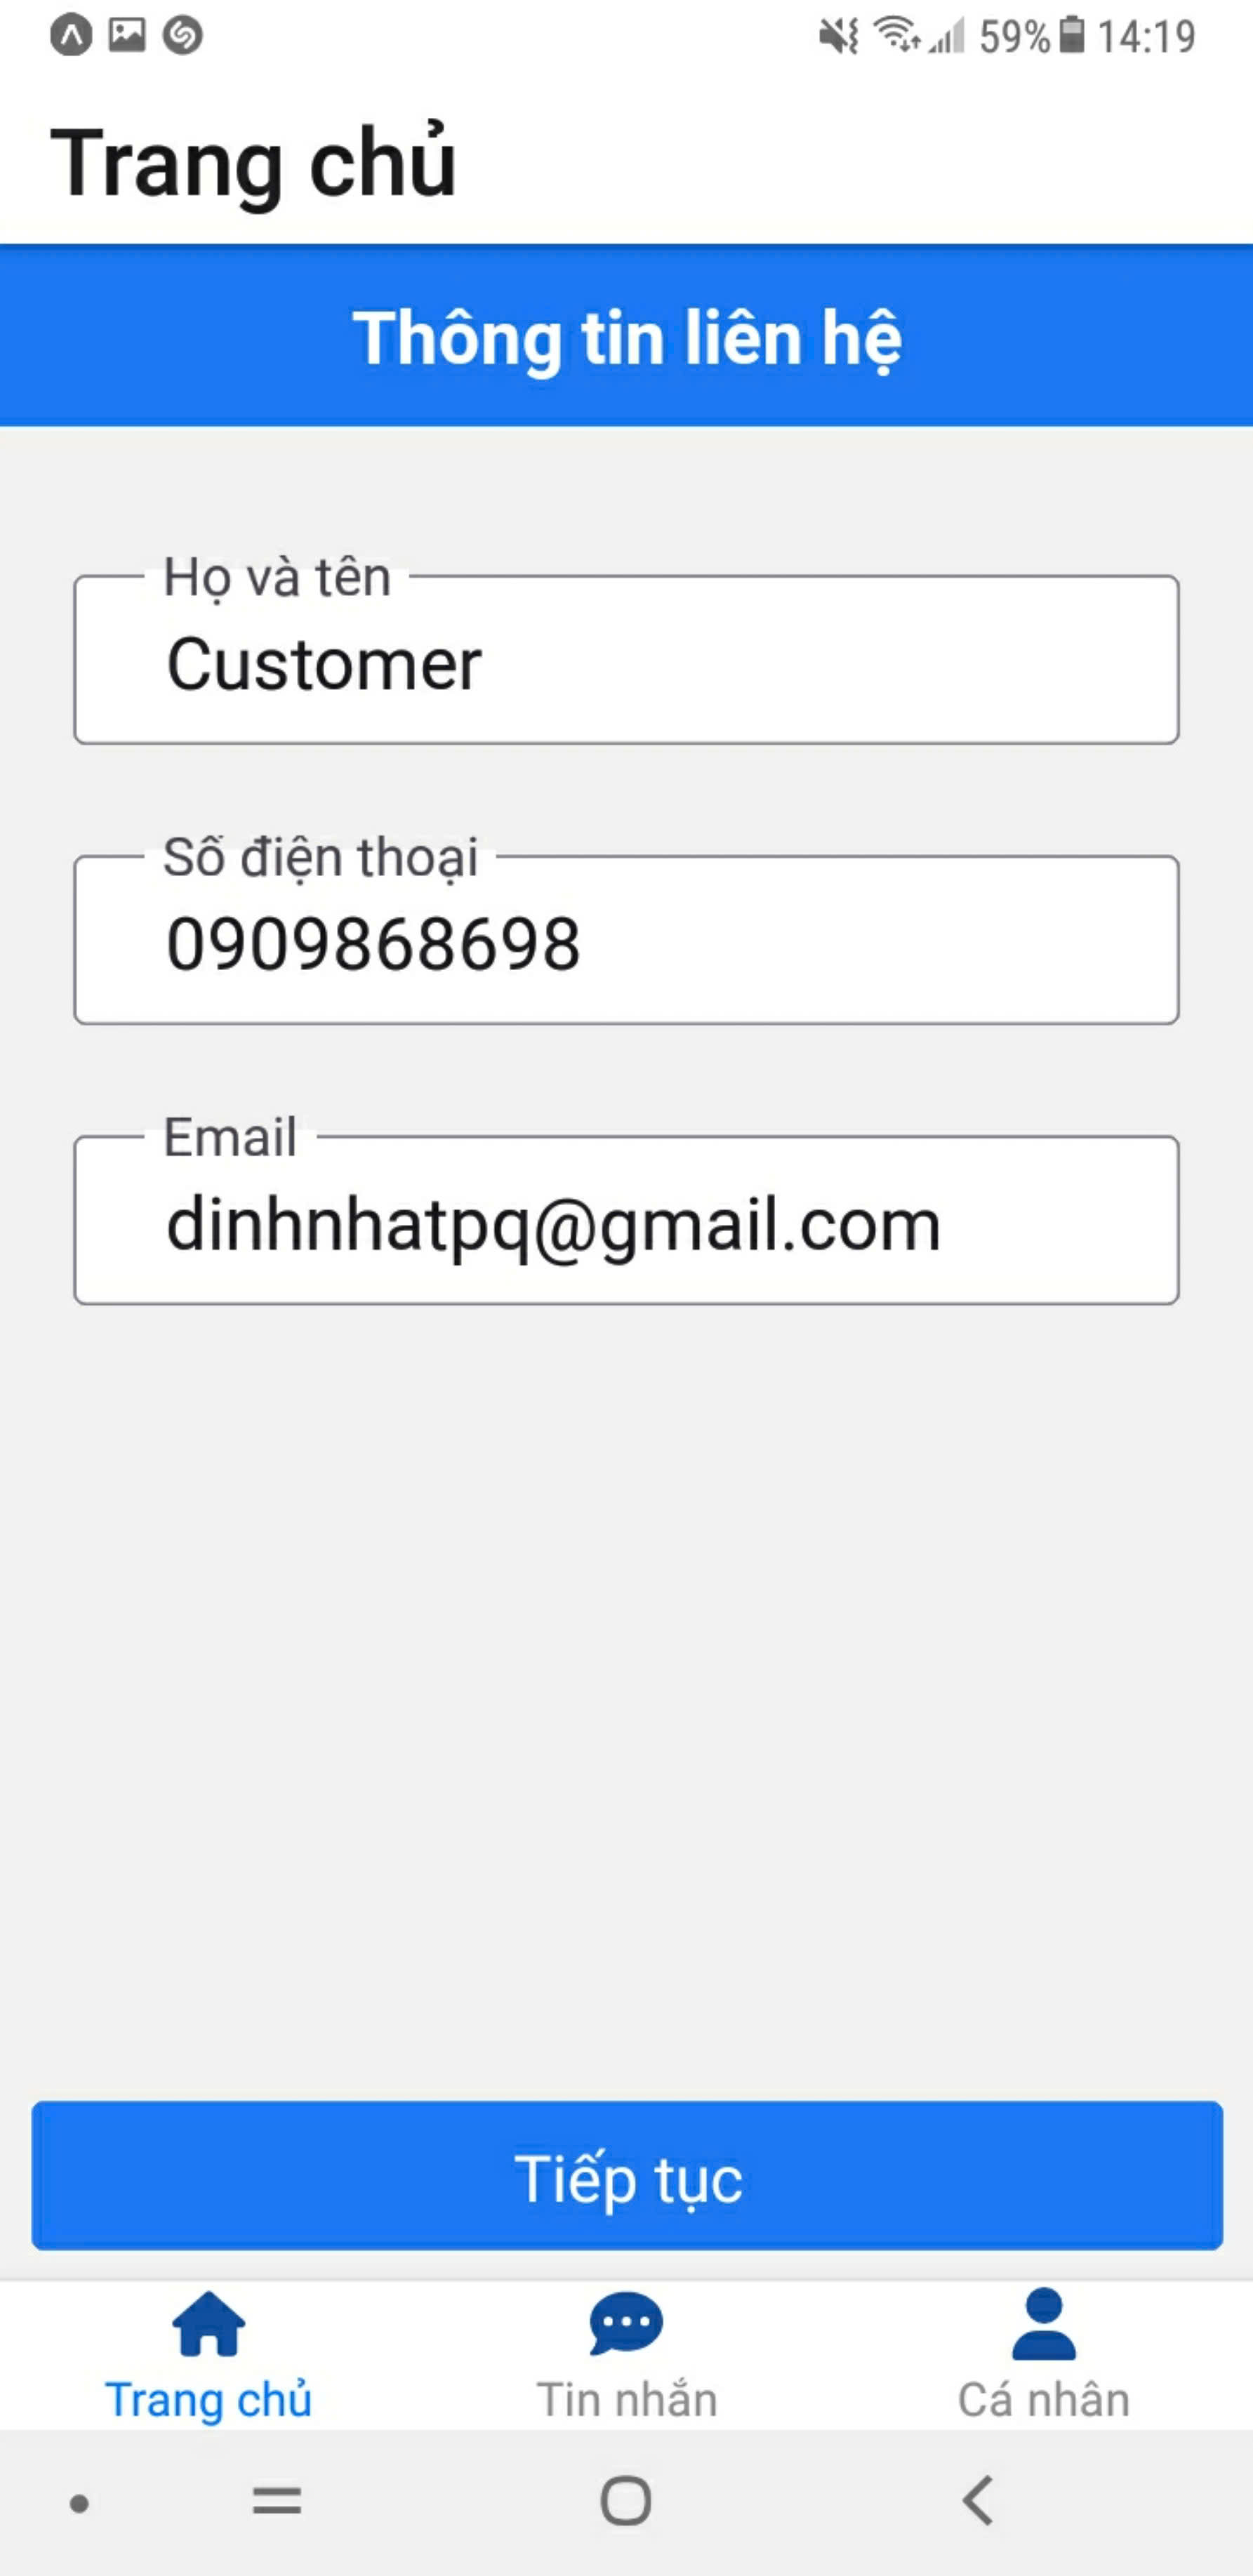 59% 14:19
Trang chủ
Thông tin liên hệ
Họ và tên
Customer
Số điện thoại
0909868698
Email
dinhnhatpq@gmail.com
Tiếp tục
Trang chủ
Tin nhắn
Cá nhân